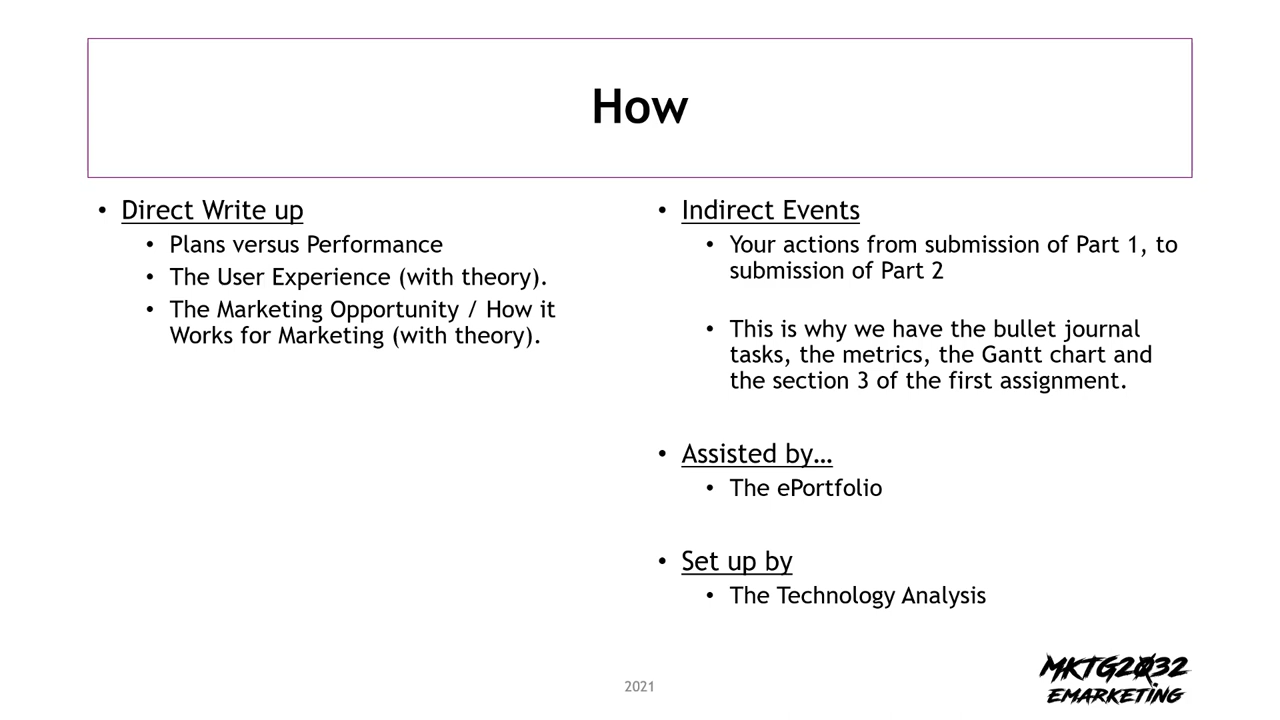 How
• Direct Write up
• Plans versus Performance
• The User Experience (with theory).
• The Marketing Opportunity / How it
Works for Marketing (with theory).
• Indirect Events
• Your actions from submission of Part 1, to
submission of Part 2
• This is why we have the bullet journal
tasks, the metrics, the Gantt chart and
the section 3 of the first assignment.
• Assisted by…
• The ePortfolio
• Set up by
• The Technology Analysis
2021
MKTG2032
EMARKETING